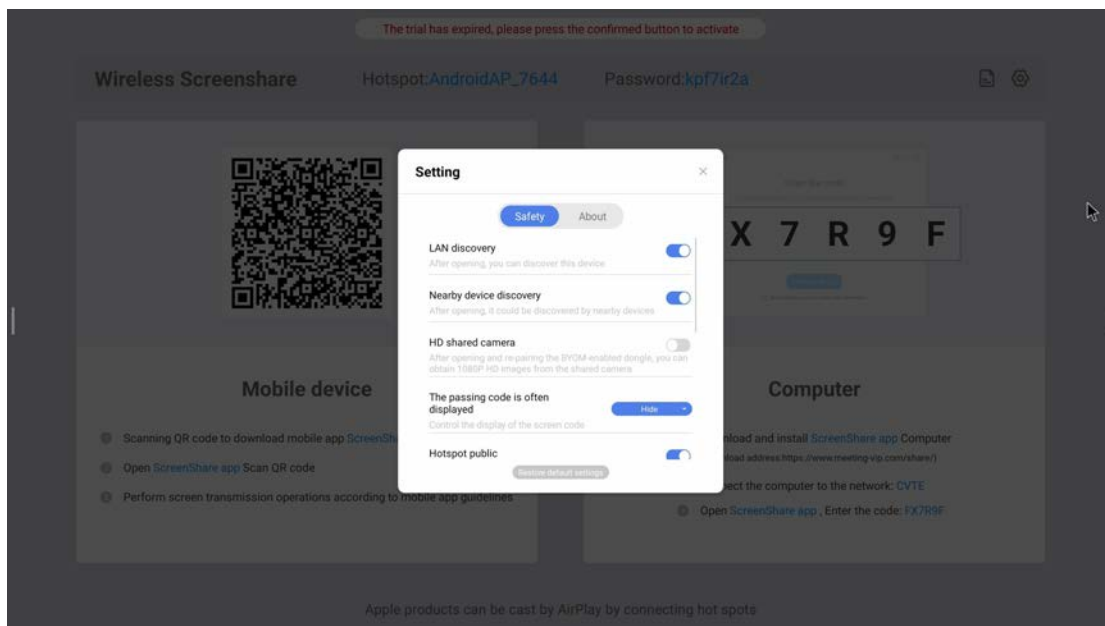 The trial has expired, please press the confirmed button to activate
Wireless Screenshare
Hotspot:AndroidAP_7644
Password:kpf7ir2a
Setting
Safety
About
LAN discovery
After opening, you can discover this device
Nearby device discovery
After opening, it could be discovered by nearby devices
HD shared camera
After opening and re-pairing the BYOM-enabled dongle, you can
obtain 1080P HD images from the shared camera
The passing code is often
displayed
Hide
Control the display of the screen code
Hotspot public
Restore default settings
X 7 R 9 F
Mobile device
Scanning QR code to download mobile app ScreenSh
Open ScreenShare app Scan QR code
Perform screen transmission operations according to mobile app guidelines
Computer
nload and install ScreenShare app Computer
load address:https://www.meeting-vip.com/share/)
ect the computer to the network: CVTE
Open ScreenShare app , Enter the code: FX7R9F
Apple products can be cast by AirPlay by connecting hot spots